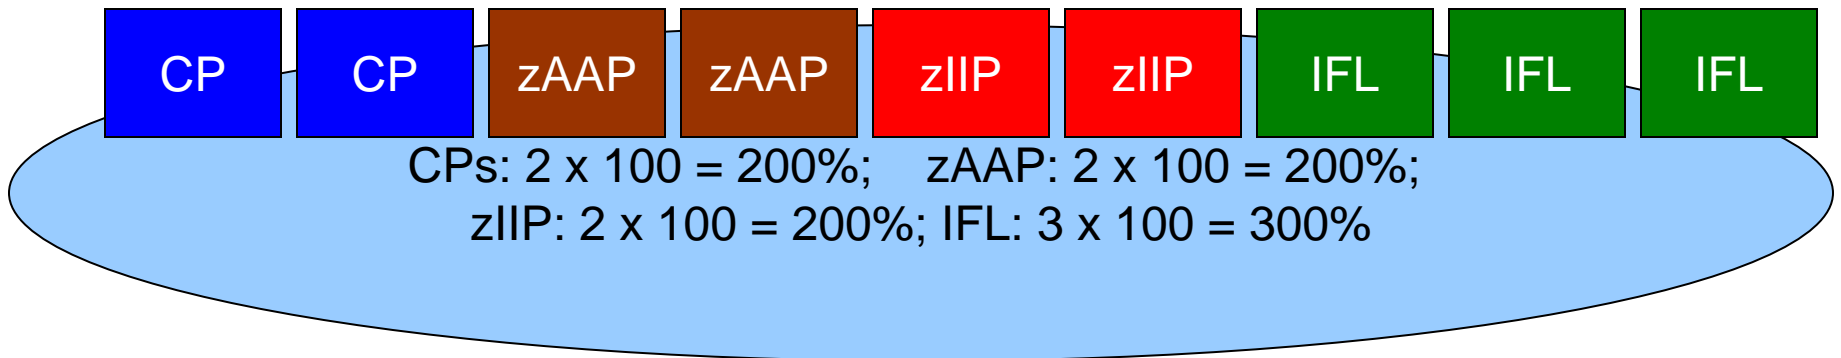 CP CP zAAP zAAP zIIP zIIP IFL IFL IFL
CPs: 2 x 100 = 200%; zAAP: 2 x 100 = 200%;
zIIP: 2 x 100 = 200%; IFL: 3 x 100 = 300%